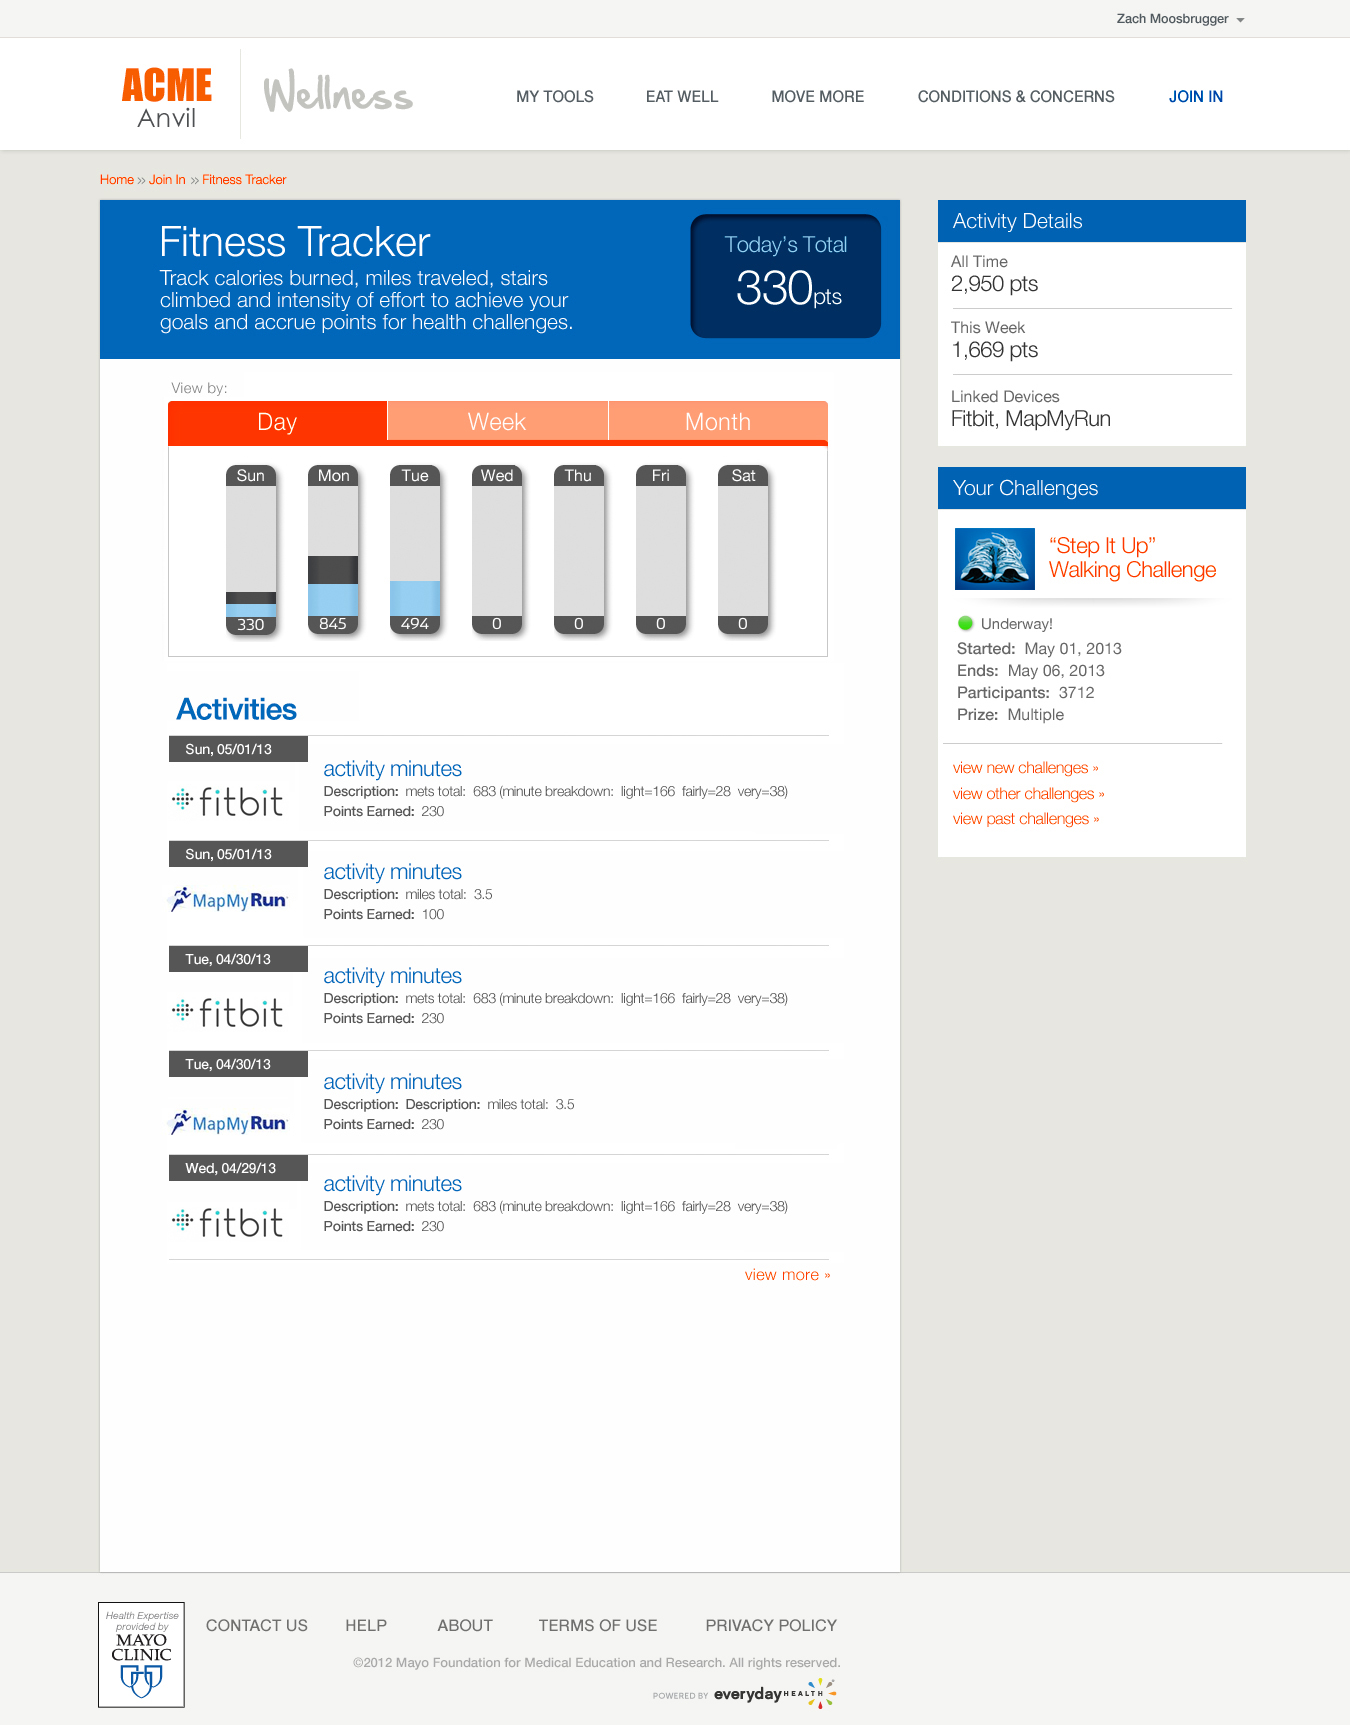 Zach Moosbrugger
ACME
Anvil
Wellness
MY TOOLS EAT WELL MOVE MORE CONDITIONS & CONCERNS JOIN IN
Home » Join In » Fitness Tracker
Fitness Tracker
Track calories burned, miles traveled, stairs
climbed and intensity of effort to achieve your
goals and accrue points for health challenges.
Today's Total
330pts
View by:
Day Week Month
Sun Mon Tue Wed Thu Fri Sat
330 845 494 0 0 0 0
Activities
Sun, 05/01/13
fitbit
activity minutes
Description: mets total: 683 (minute breakdown: light=166 fairly=28 very=38)
Points Earned: 230
Sun, 05/01/13
MapMyRun
activity minutes
Description: miles total: 3.5
Points Earned: 100
Tue, 04/30/13
fitbit
activity minutes
Description: mets total: 683 (minute breakdown: light=166 fairly=28 very=38)
Points Earned: 230
Tue, 04/30/13
MapMyRun
activity minutes
Description: Description: miles total: 3.5
Points Earned: 230
Wed, 04/29/13
fitbit
activity minutes
Description: mets total: 683 (minute breakdown: light=166 fairly=28 very=38)
Points Earned: 230
view more »
Activity Details
All Time
2,950 pts
This Week
1,669 pts
Linked Devices
Fitbit, MapMyRun
Your Challenges
“Step It Up”
Walking Challenge
Underway!
Started: May 01, 2013
Ends: May 06, 2013
Participants: 3712
Prize: Multiple
view new challenges »
view other challenges »
view past challenges »
Health Expertise
provided by
MAYO
CLINIC
CONTACT US HELP ABOUT TERMS OF USE PRIVACY POLICY
©2012 Mayo Foundation for Medical Education and Research. All rights reserved.
POWERED BY everydayHEALTH